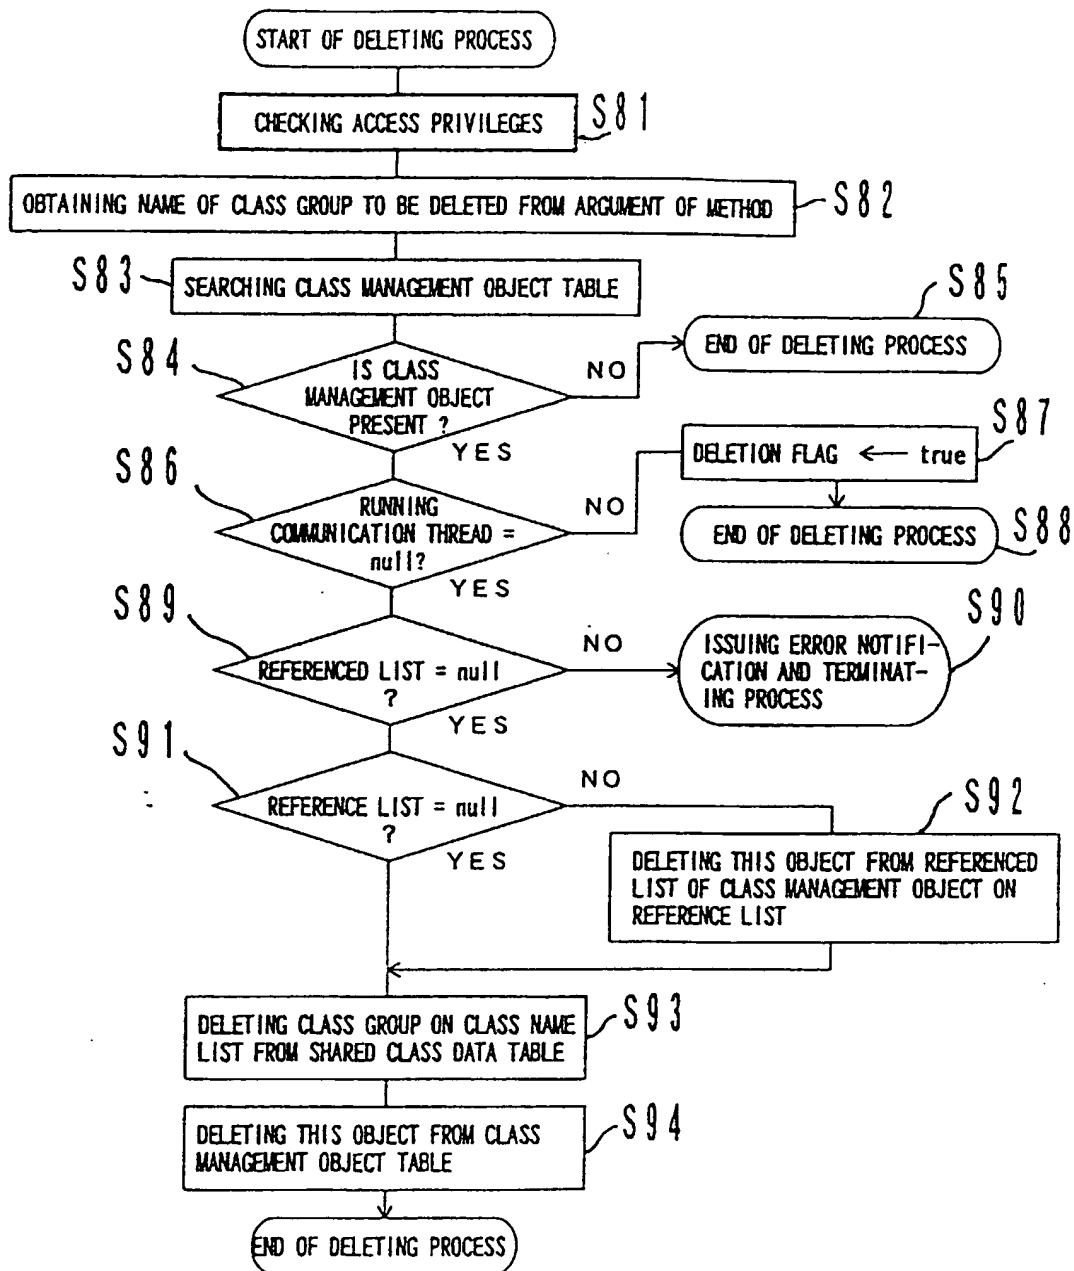 START OF DELETING PROCESS
CHECKING ACCESS PRIVILEGES
S81
OBTAINING NAME OF CLASS GROUP TO BE DELETED FROM ARGUMENT OF METHOD
S82
S83
SEARCHING CLASS MANAGEMENT OBJECT TABLE
S84
IS CLASS
MANAGEMENT OBJECT
PRESENT ?
NO
YES
S85
END OF DELETING PROCESS
S86
RUNNING
COMMUNICATION THREAD =
null?
NO
YES
S87
DELETION FLAG ← true
END OF DELETING PROCESS
S88
S89
REFERENCED LIST = null
?
NO
YES
S90
ISSUING ERROR NOTIFI-
CATION AND TERMINAT-
ING PROCESS
S91
REFERENCE LIST = null
?
NO
YES
S92
DELETING THIS OBJECT FROM REFERENCED
LIST OF CLASS MANAGEMENT OBJECT ON
REFERENCE LIST
DELETING CLASS GROUP ON CLASS NAME
LIST FROM SHARED CLASS DATA TABLE
S93
DELETING THIS OBJECT FROM CLASS
MANAGEMENT OBJECT TABLE
S94
END OF DELETING PROCESS